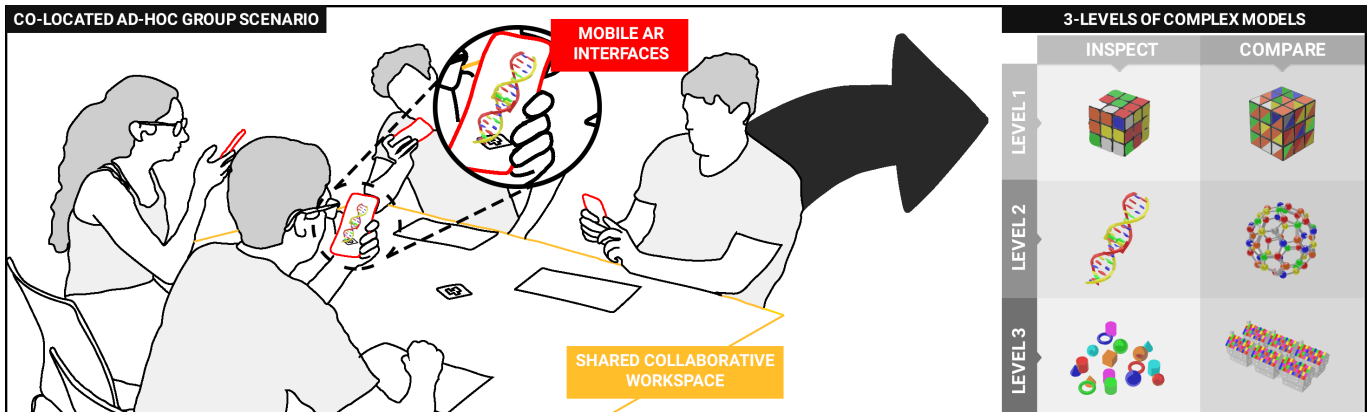 CO-LOCATED AD-HOC GROUP SCENARIO
MOBILE AR
INTERFACES
SHARED COLLABORATIVE
WORKSPACE
3-LEVELS OF COMPLEX MODELS
INSPECT
COMPARE
LEVEL 1
LEVEL 2
LEVEL 3